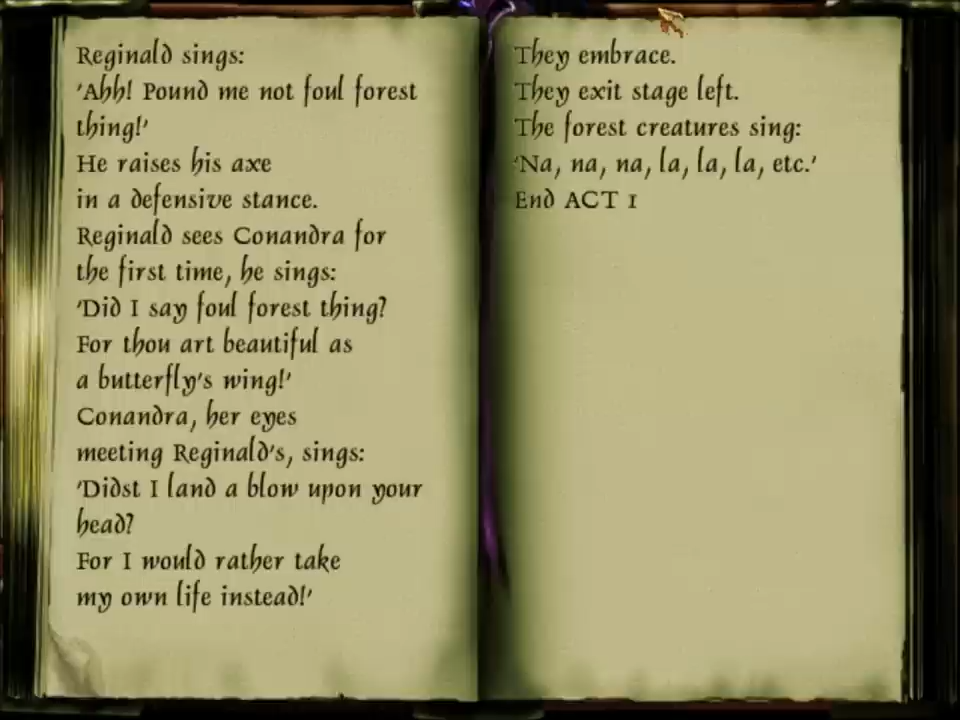 Reginald sings:
'Ahh! Pound me not foul forest
thing!'
He raises his axe
in a defensive stance.
Reginald sees Conandra for
the first time, he sings:
'Did I say foul forest thing?
For thou art beautiful as
a butterfly's wing!'
Conandra, her eyes
meeting Reginald's, sings:
'Didst I land a blow upon your
head?
For I would rather take
my own life instead!'
They embrace.
They exit stage left.
The forest creatures sing:
'Na, na, na, la, la, la, etc.'
End ACT 1